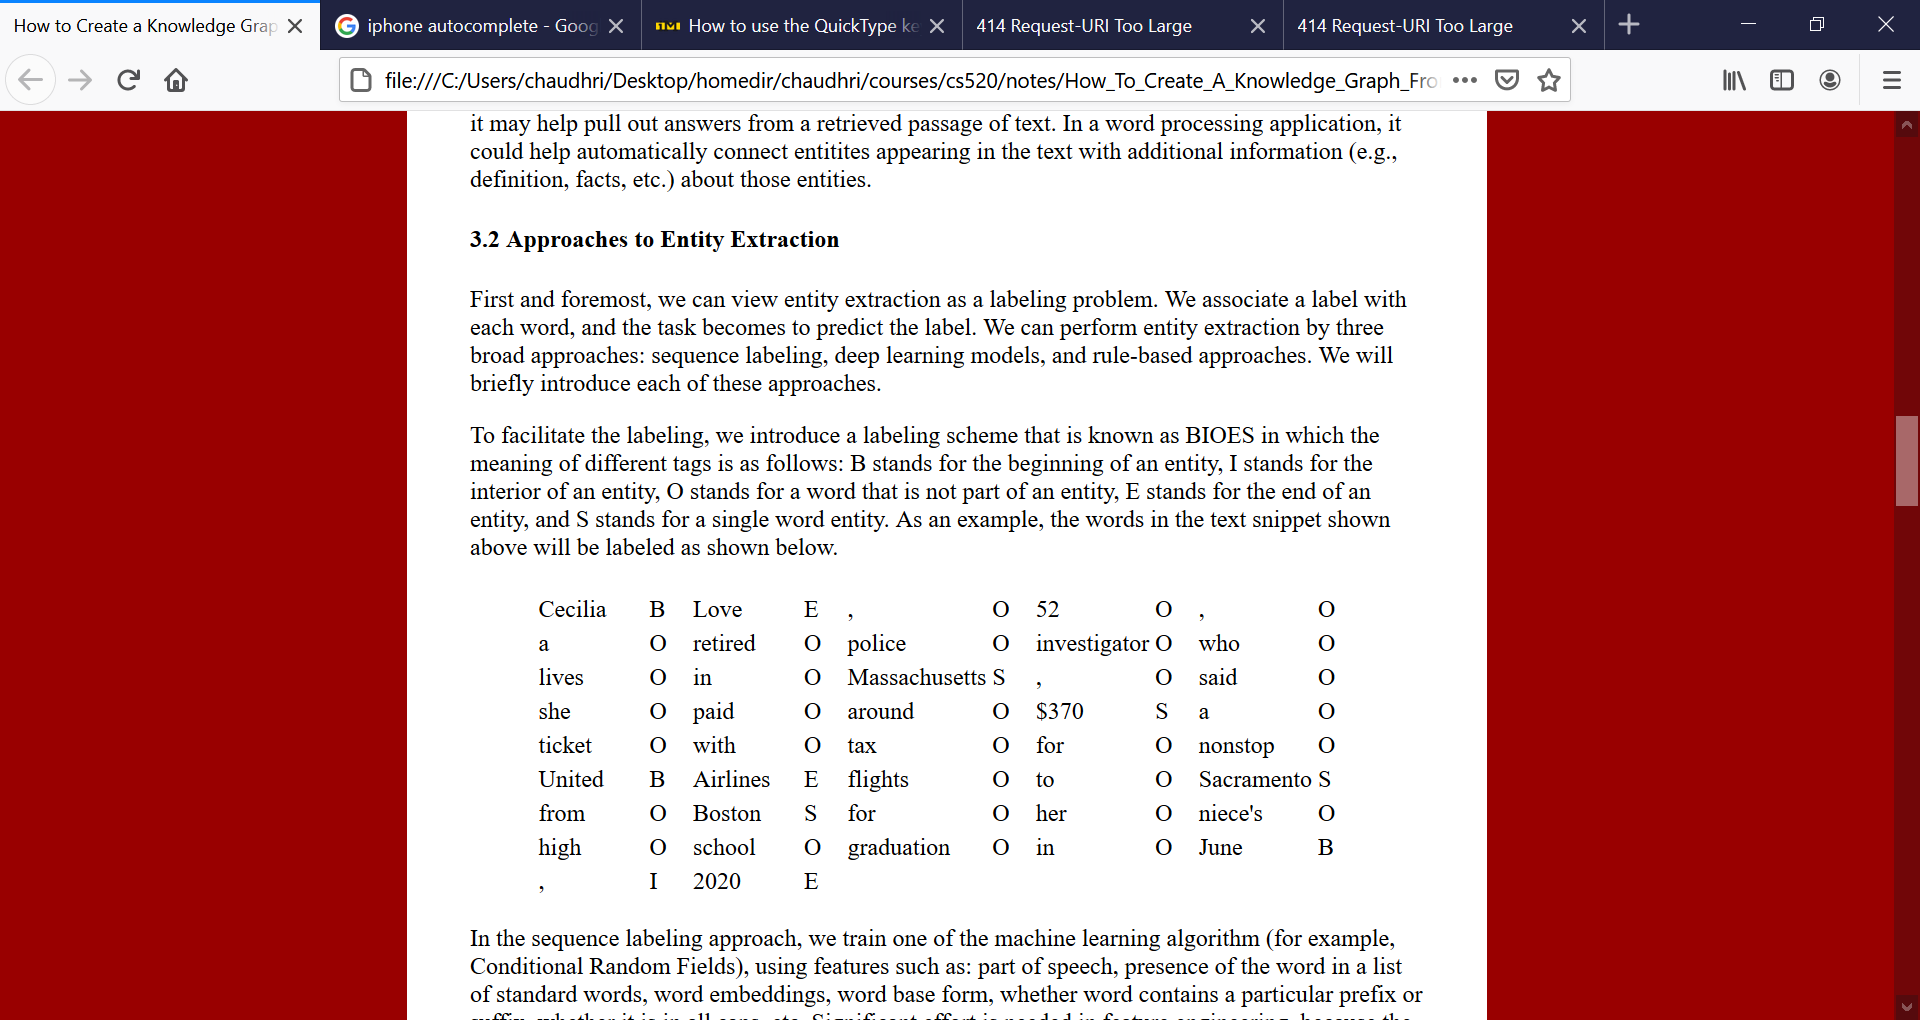 How to Create a Knowledge Grap
iphone autocomplete - Goog
How to use the QuickType ke
414 Request-URI Too Large
414 Request-URI Too Large
file:///C:/Users/chaudhri/Desktop/homedir/chaudhri/courses/cs520/notes/How_To_Create_A_Knowledge_Graph_Fro
it may help pull out answers from a retrieved passage of text. In a word processing application, it
could help automatically connect entitites appearing in the text with additional information (e.g.,
definition, facts, etc.) about those entities.
3.2 Approaches to Entity Extraction
First and foremost, we can view entity extraction as a labeling problem. We associate a label with
each word, and the task becomes to predict the label. We can perform entity extraction by three
broad approaches: sequence labeling, deep learning models, and rule-based approaches. We will
briefly introduce each of these approaches.
To facilitate the labeling, we introduce a labeling scheme that is known as BIOES in which the
meaning of different tags is as follows: B stands for the beginning of an entity, I stands for the
interior of an entity, O stands for a word that is not part of an entity, E stands for the end of an
entity, and S stands for a single word entity. As an example, the words in the text snippet shown
above will be labeled as shown below.
Cecilia B Love E , O 52 O , O
a O retired O police O investigator O who O
lives O in O Massachusetts S , O said O
she O paid O around O $370 S a O
ticket O with O tax O for O nonstop O
United B Airlines E flights O to O Sacramento S
from O Boston S for O her O niece's O
high O school O graduation O in O June B
, I 2020 E
In the sequence labeling approach, we train one of the machine learning algorithm (for example,
Conditional Random Fields), using features such as: part of speech, presence of the word in a list
of standard words, word embeddings, word base form, whether word contains a particular prefix or